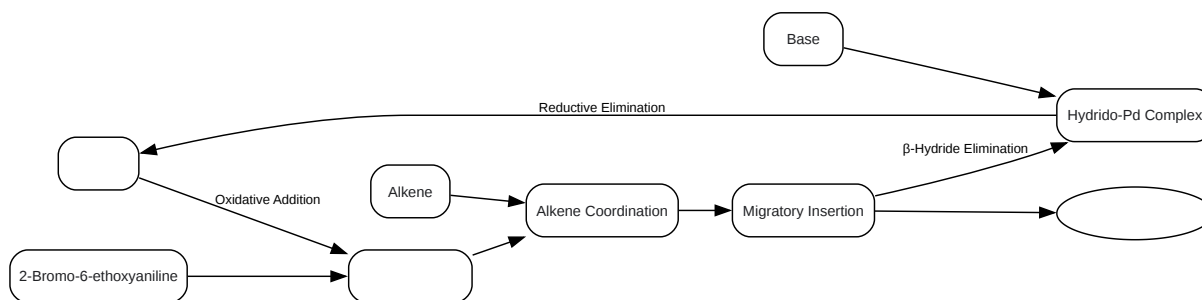 Base
Reductive Elimination
Hydrido-Pd Complex
β-Hydride Elimination
Alkene
Oxidative Addition
Alkene Coordination
Migratory Insertion
2-Bromo-6-ethoxyaniline